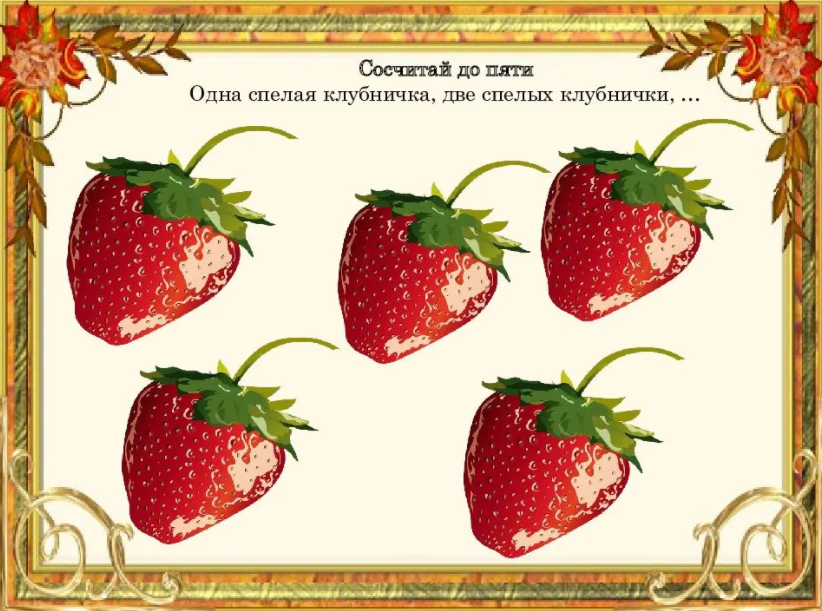 Сосчитай до пяти
Одна спелая клубничка, две спелых клубнички, ...